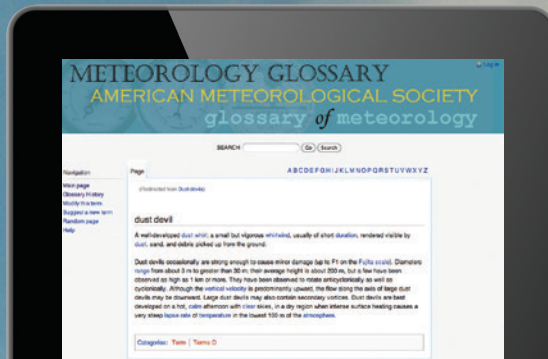 METEOROLOGY GLOSSARY
Log in
AMERICAN METEOROLOGICAL SOCIETY
glossary of meteorology
SEARCH Go Search
Navigation
Main page
Glossary History
Modify this term
Suggest a new term
Random page
Help
Page
A B C D E F G H I J K L M N O P Q R S T U V W X Y Z
(Redirected from Dust-devils)
dust devil
A well-developed dust whirl; a small but vigorous whirlwind, usually of short duration, rendered visible by
dust, sand, and debris picked up from the ground.
Dust devils occasionally are strong enough to cause minor damage (up to F1 on the Fujita scale). Diameters
range from about 3 m to greater than 30 m; their average height is about 200 m, but a few have been
observed as high as 1 km or more. They have been observed to rotate anticyclonically as well as
cyclonically. Although the vertical velocity is predominantly upward, the flow along the axis of large dust
devils may be downward. Large dust devils may also contain secondary vortices. Dust devils are best
developed on a hot, calm afternoon with clear skies, in a dry region when intense surface heating causes a
very steep lapse rate of temperature in the lowest 100 m of the atmosphere.
Categories: Term | Terms D